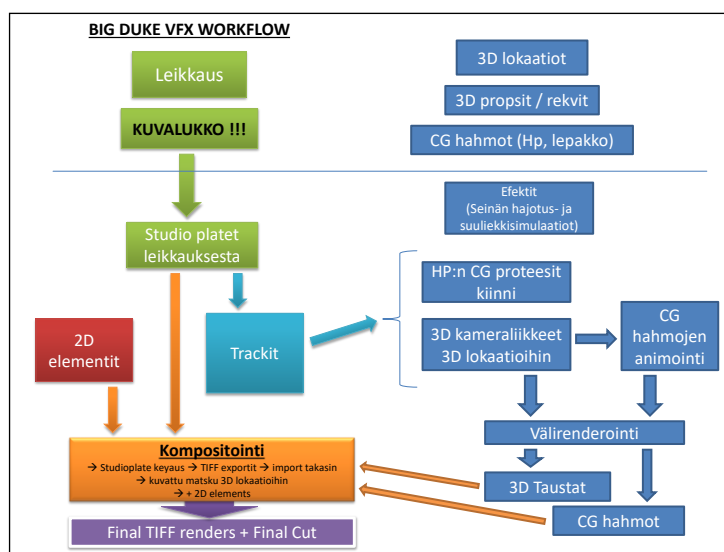 BIG DUKE VFX WORKFLOW
Leikkaus
KUVALUKKO !!!
3D lokaatiot
3D propsit / rekvit
CG hahmot (Hp, lepakko)
Efektit
(Seinän hajotus- ja
suuliekkisimulaatiot)
Studio platet
leikkauksesta
HP:n CG proteesit
kiinni
2D
elementit
Trackit
3D kameraliikkeet
3D lokaatioihin
CG
hahmojen
animointi
Välirenderointi
Kompositointi
→ Studioplate keyaus → TIFF exportit → import takasin
→ kuvattu matsku 3D lokaatioihin
→ + 2D elements
3D Taustat
CG hahmot
Final TIFF renders + Final Cut